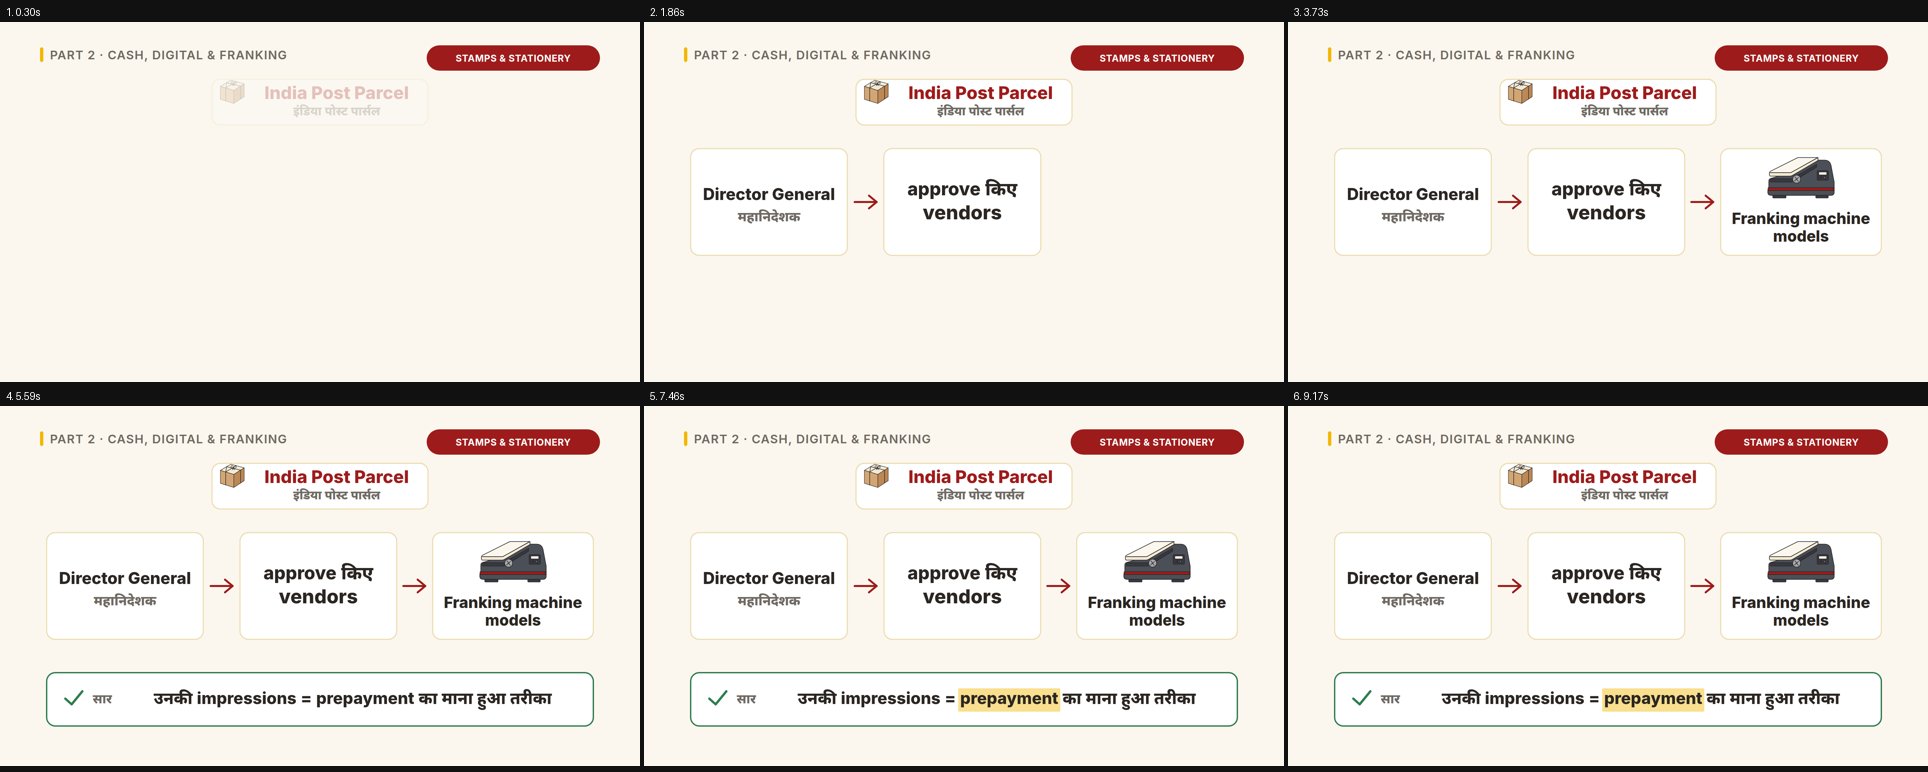 1. 0.30s
PART 2 · CASH, DIGITAL & FRANKING
STAMPS & STATIONERY
India Post Parcel
इंडिया पोस्ट पार्सल
2. 1.86s
PART 2 · CASH, DIGITAL & FRANKING
STAMPS & STATIONERY
India Post Parcel
इंडिया पोस्ट पार्सल
Director General
महानिदेशक
approve किए
vendors
3. 3.73s
PART 2 · CASH, DIGITAL & FRANKING
STAMPS & STATIONERY
India Post Parcel
इंडिया पोस्ट पार्सल
Director General
महानिदेशक
approve किए
vendors
Franking machine
models
4. 5.59s
PART 2 · CASH, DIGITAL & FRANKING
STAMPS & STATIONERY
India Post Parcel
इंडिया पोस्ट पार्सल
Director General
महानिदेशक
approve किए
vendors
Franking machine
models
सार
उनकी impressions = prepayment का माना हुआ तरीका
5. 7.46s
PART 2 · CASH, DIGITAL & FRANKING
STAMPS & STATIONERY
India Post Parcel
इंडिया पोस्ट पार्सल
Director General
महानिदेशक
approve किए
vendors
Franking machine
models
सार
उनकी impressions = prepayment का माना हुआ तरीका
6. 9.17s
PART 2 · CASH, DIGITAL & FRANKING
STAMPS & STATIONERY
India Post Parcel
इंडिया पोस्ट पार्सल
Director General
महानिदेशक
approve किए
vendors
Franking machine
models
सार
उनकी impressions = prepayment का माना हुआ तरीका